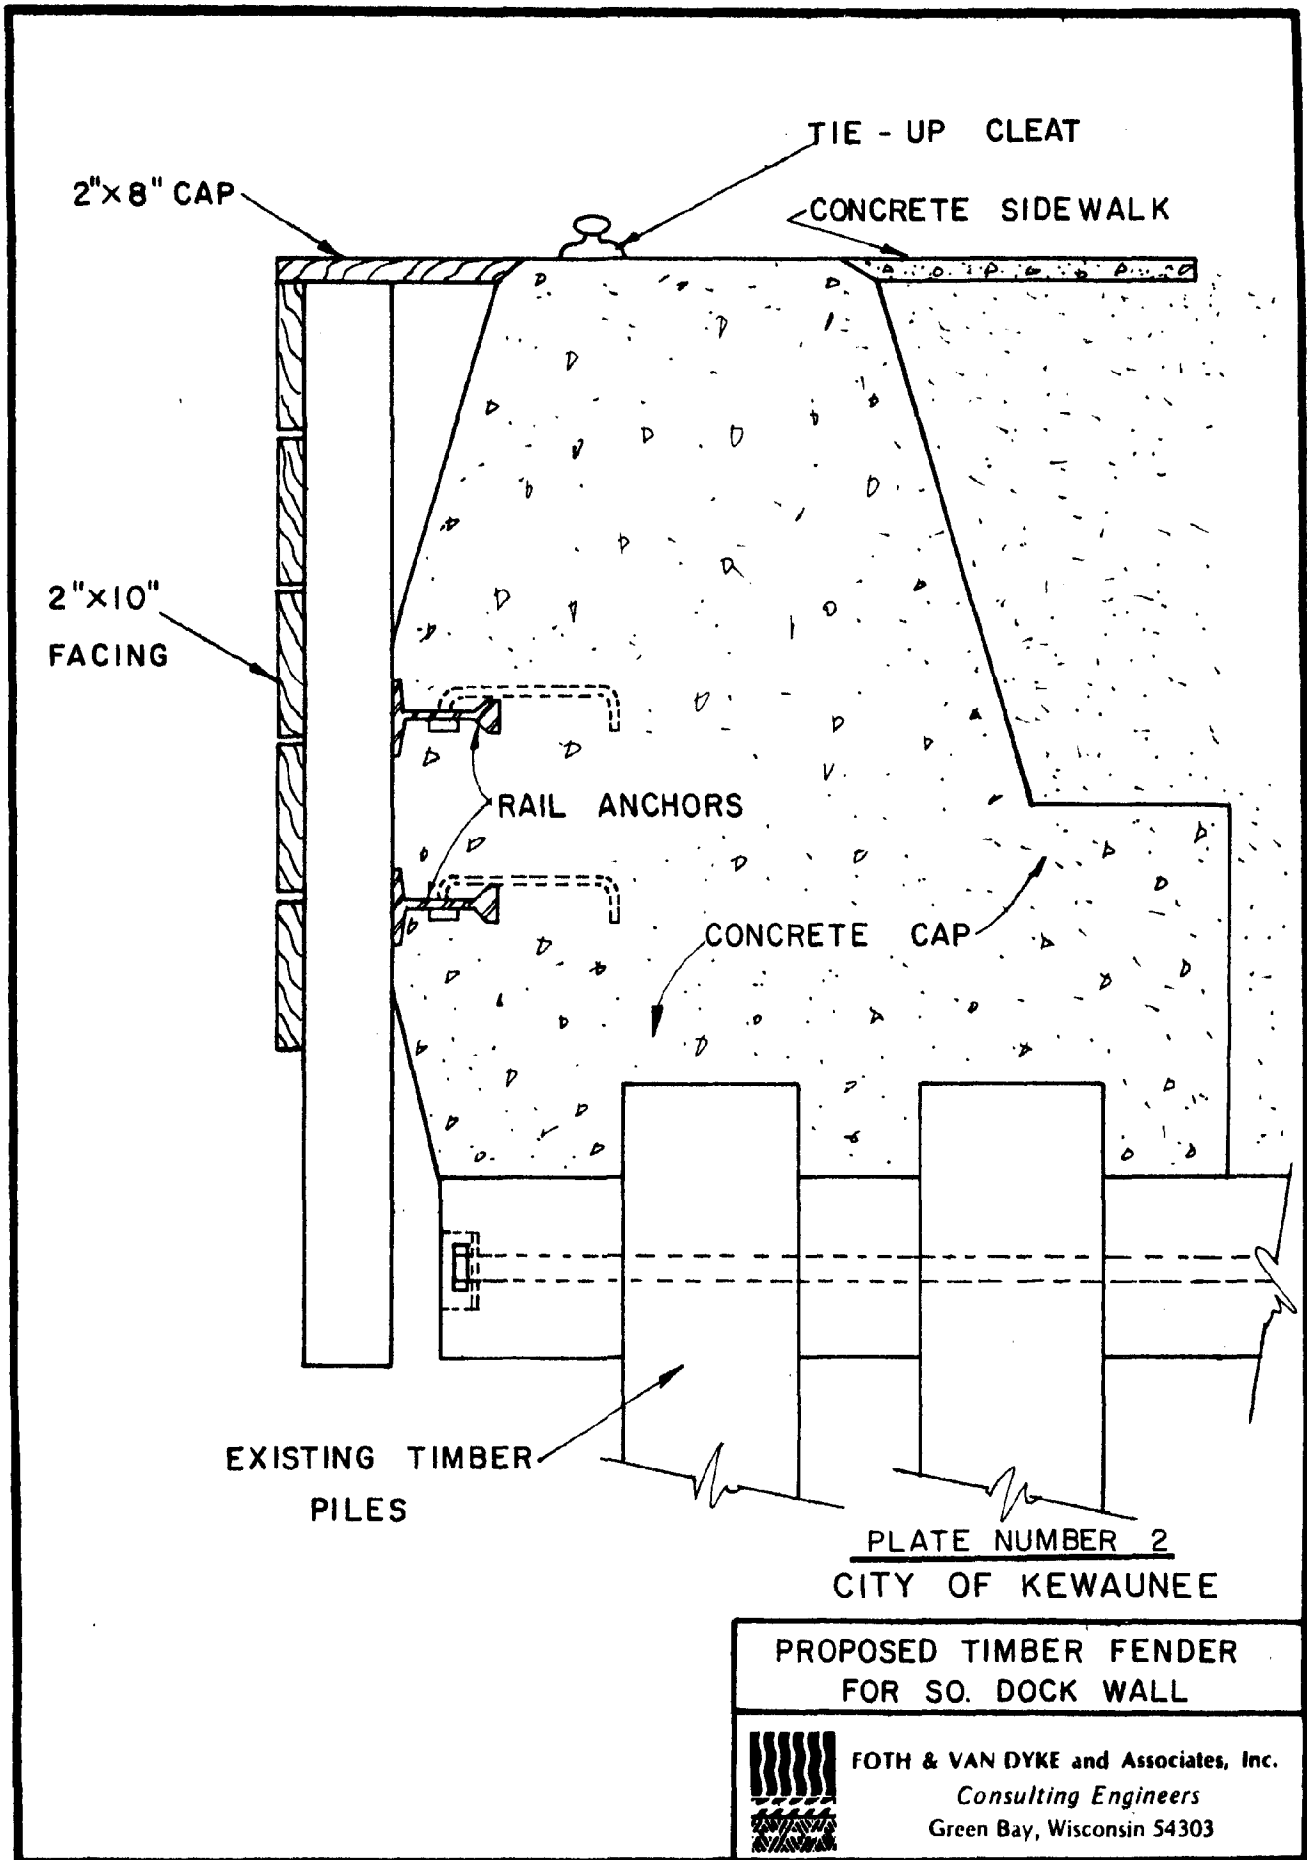 TIE - UP CLEAT
2"×8" CAP
CONCRETE SIDEWALK
2"×10"
FACING
RAIL ANCHORS
CONCRETE CAP
EXISTING TIMBER
PILES
PLATE NUMBER 2
CITY OF KEWAUNEE
PROPOSED TIMBER FENDER
FOR SO. DOCK WALL
FOTH & VAN DYKE and Associates, Inc.
Consulting Engineers
Green Bay, Wisconsin 54303